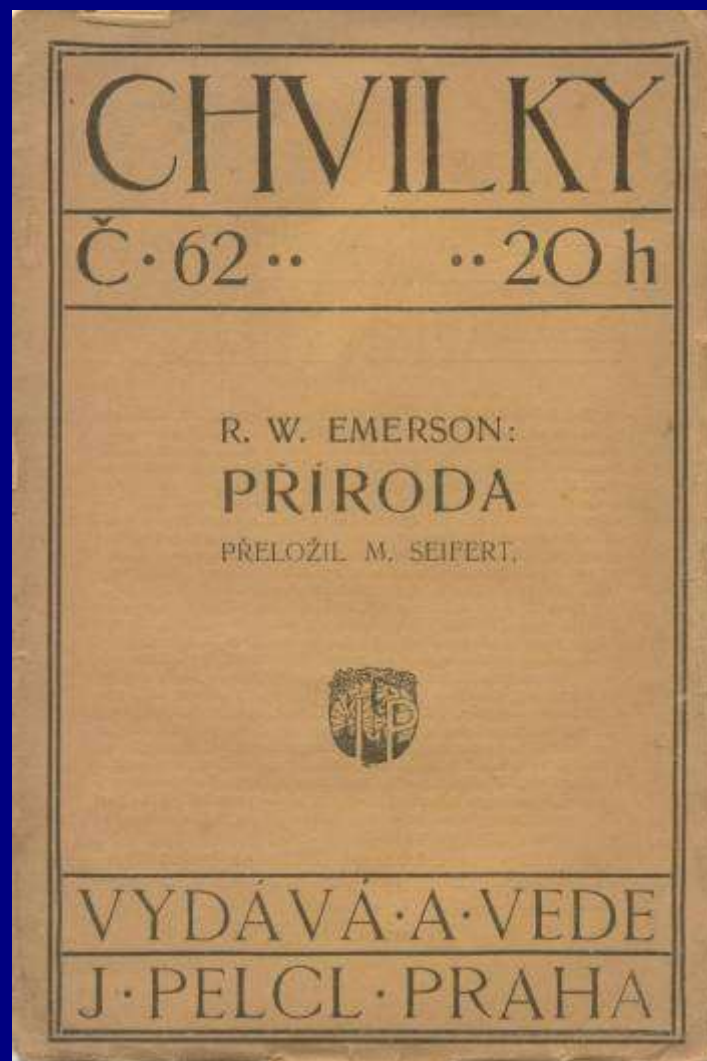 CHVILKY
Č · 62 ·· ·· 20 h
R. W. EMERSON:
PŘÍRODA
PŘELOŽIL M. SEIFERT.
VYDÁVÁ · A · VEDE
J · PELCL · PRAHA